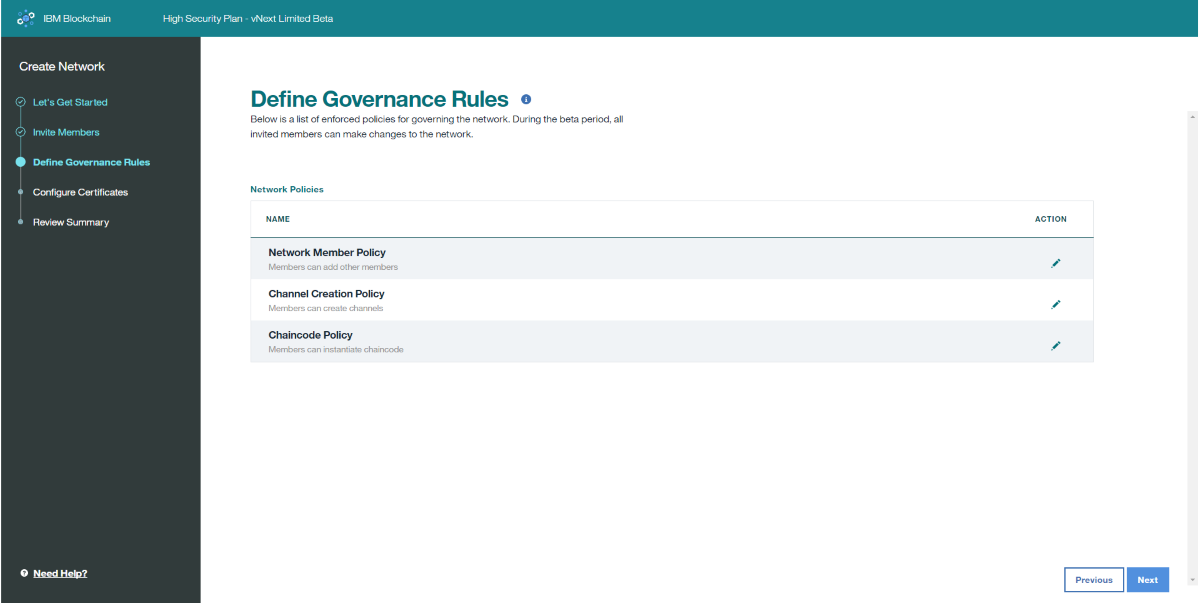 IBM Blockchain
High Security Plan - vNext Limited Beta
Create Network
Let's Get Started
Invite Members
Define Governance Rules
Configure Certificates
Review Summary
Need Help?
Define Governance Rules
Below is a list of enforced policies for governing the network. During the beta period, all
invited members can make changes to the network.
Network Policies
NAME
ACTION
Network Member Policy
Members can add other members
Channel Creation Policy
Members can create channels
Chaincode Policy
Members can instantiate chaincode
Previous
Next